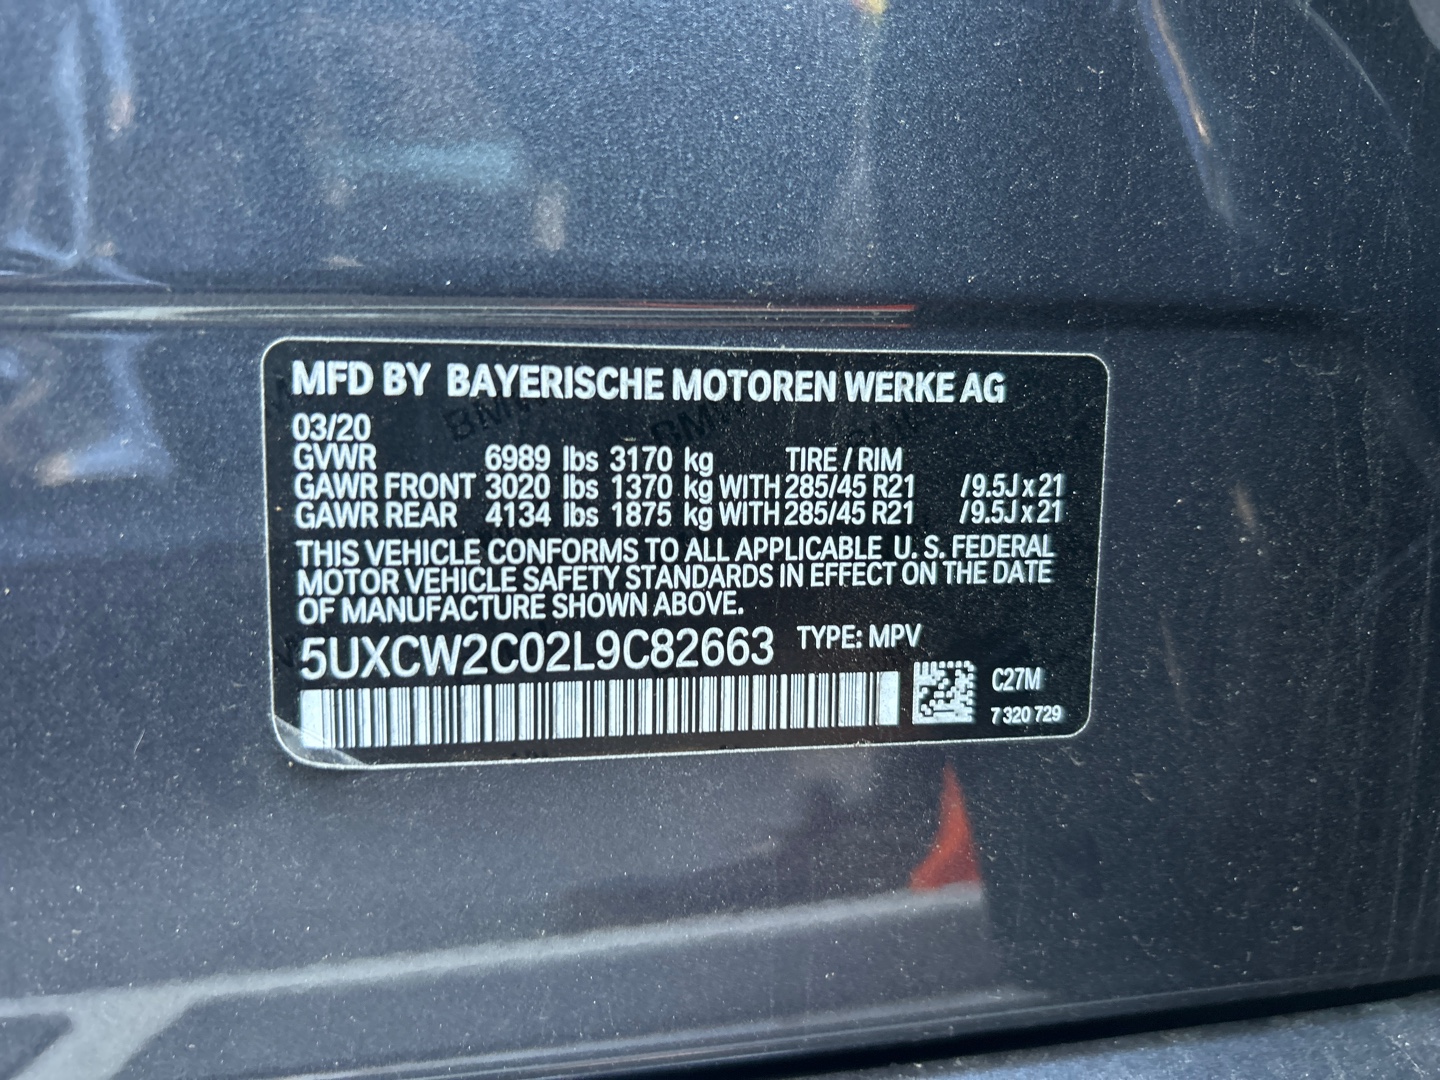 MFD BY BAYERISCHE MOTOREN WERKE AG
03/20
GVWR 6989 lbs 3170 kg TIRE / RIM
GAWR FRONT 3020 lbs 1370 kg WITH 285/45 R21 /9.5J x 21
GAWR REAR 4134 lbs 1875 kg WITH 285/45 R21 /9.5J x 21
THIS VEHICLE CONFORMS TO ALL APPLICABLE U. S. FEDERAL
MOTOR VEHICLE SAFETY STANDARDS IN EFFECT ON THE DATE
OF MANUFACTURE SHOWN ABOVE.
5UXCW2C02L9C82663 TYPE: MPV
C27M
7 320 729